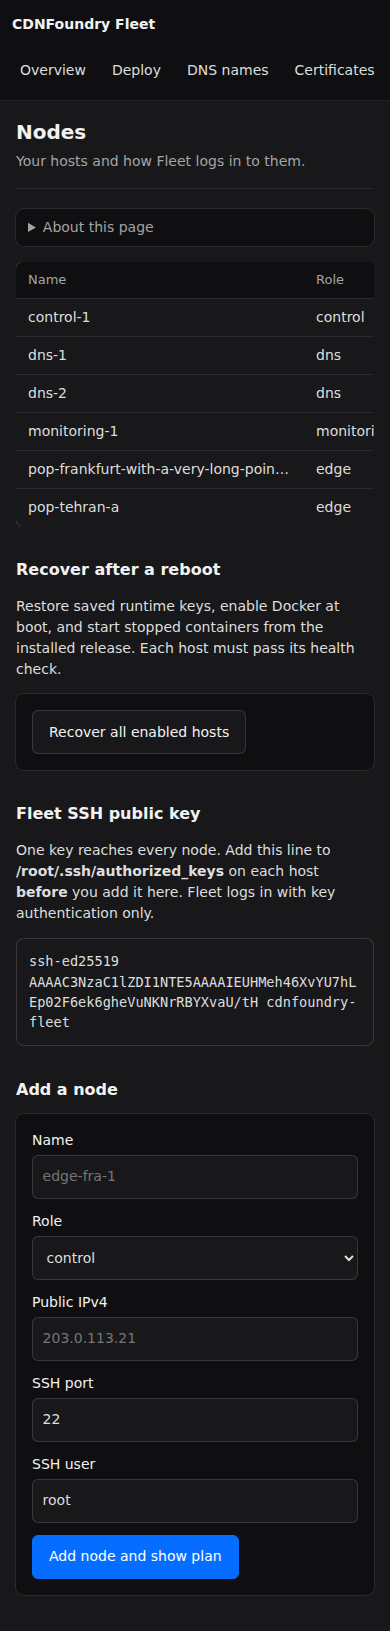 CDNFoundry Fleet
Overview Deploy DNS names Certificates
Nodes
Your hosts and how Fleet logs in to them.
▶ About this page
Name Role
control-1 control
dns-1 dns
dns-2 dns
monitoring-1 monitori
pop-frankfurt-with-a-very-long-poin… edge
pop-tehran-a edge
Recover after a reboot
Restore saved runtime keys, enable Docker at
boot, and start stopped containers from the
installed release. Each host must pass its health
check.
Recover all enabled hosts
Fleet SSH public key
One key reaches every node. Add this line to
/root/.ssh/authorized_keys on each host
before you add it here. Fleet logs in with key
authentication only.
ssh-ed25519
AAAAC3NzaC1lZDI1NTE5AAAAIEUHMeh46XvYU7hL
Ep02F6ek6gheVuNKNrRBYXvaU/tH cdnfoundry-
fleet
Add a node
Name
edge-fra-1
Role
control
Public IPv4
203.0.113.21
SSH port
22
SSH user
root
Add node and show plan